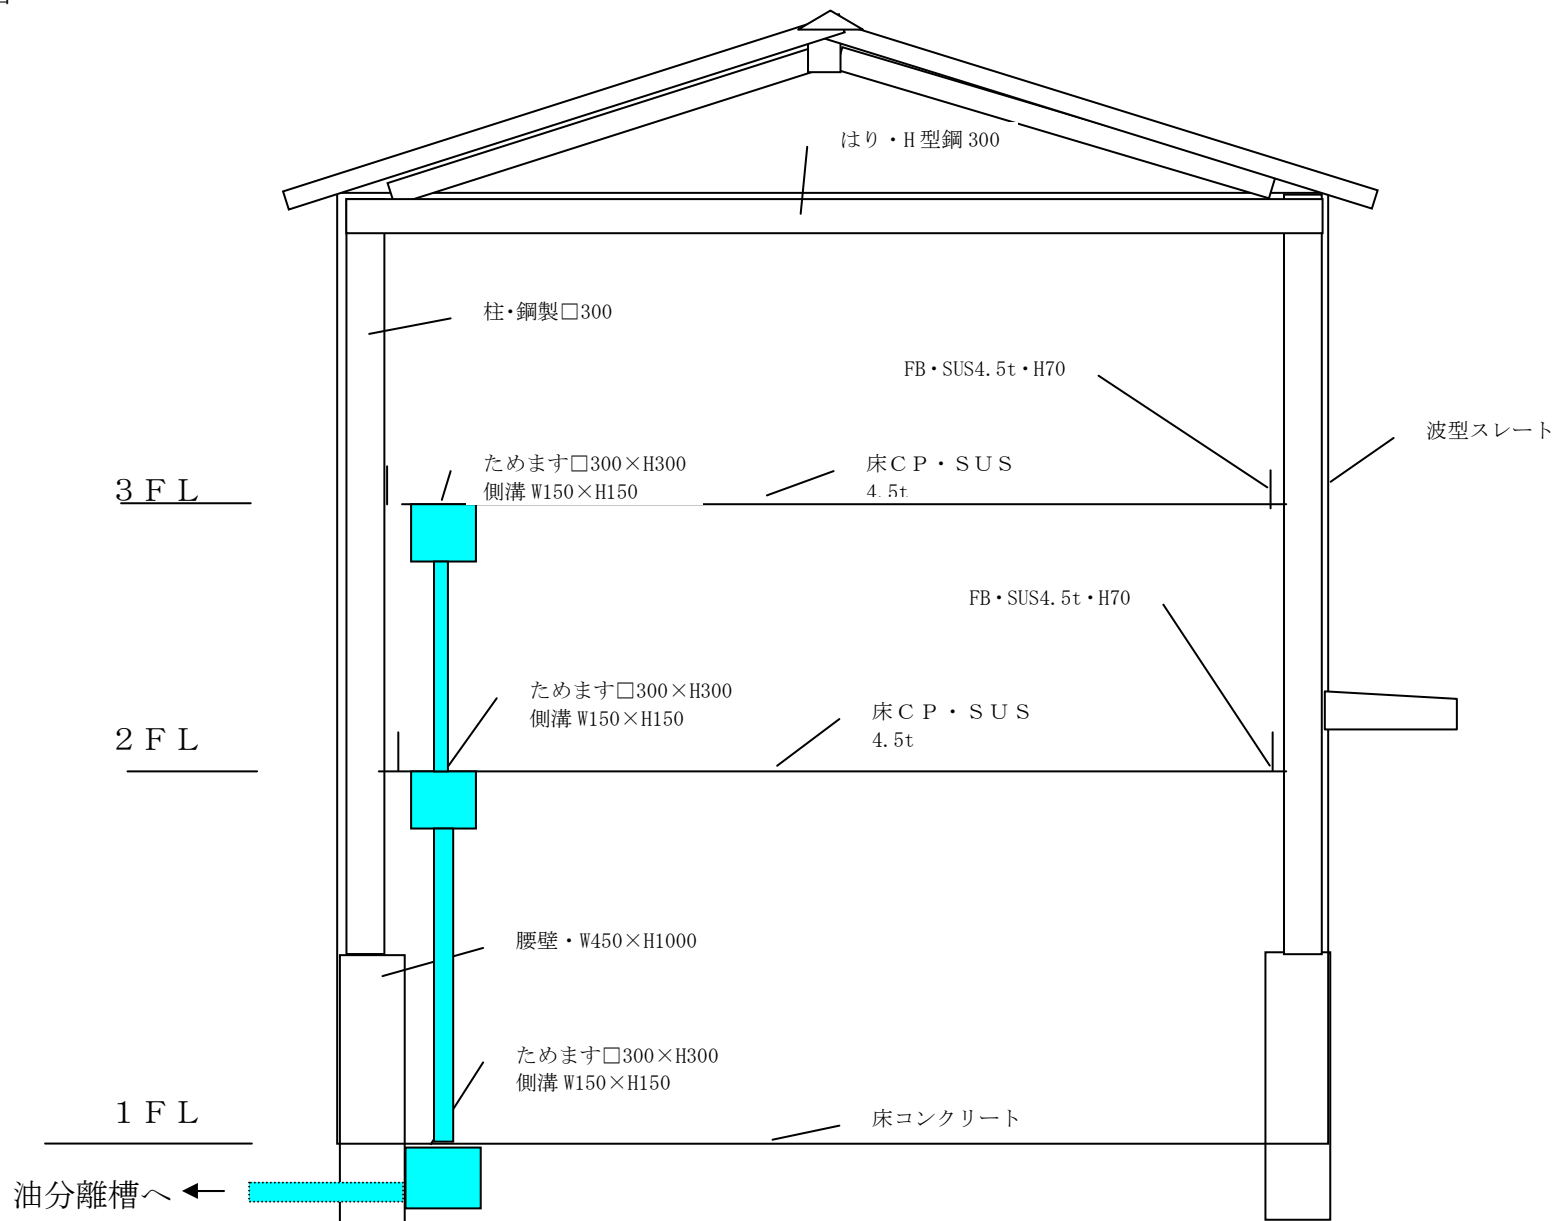 はり・H型鋼300
柱・鋼製□300
FB・SUS4.5t・H70
波型スレート
ためます□300×H300
側溝W150×H150
床CP・SUS
4.5t
3FL
FB・SUS4.5t・H70
ためます□300×H300
側溝W150×H150
床CP・SUS
4.5t
2FL
腰壁・W450×H1000
ためます□300×H300
側溝W150×H150
1FL
床コンクリート
油分離槽へ